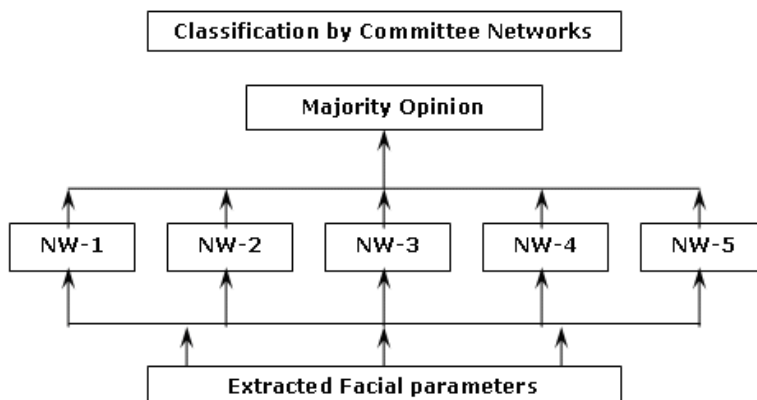 Classification by Committee Networks
Majority Opinion
NW-1 NW-2 NW-3 NW-4 NW-5
Extracted Facial parameters